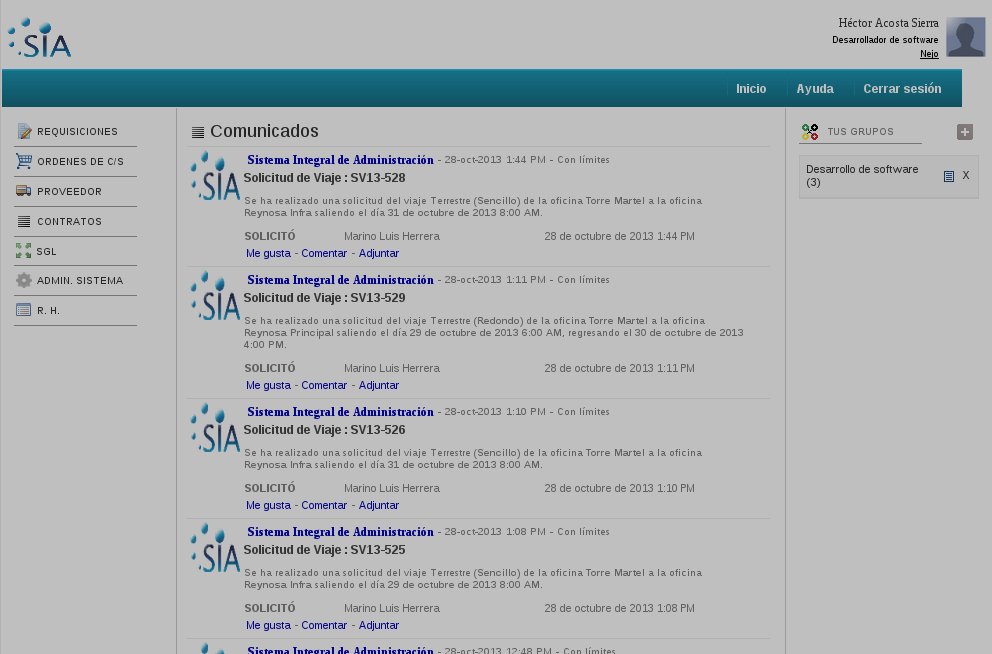 SIA
Héctor Acosta Sierra
Desarrollador de software
Nejo
Inicio Ayuda Cerrar sesión
REQUISICIONES
ORDENES DE C/S
PROVEEDOR
CONTRATOS
SGL
ADMIN. SISTEMA
R. H.
Comunicados
SIA
Sistema Integral de Administración - 28-oct-2013 1:44 PM - Con límites
Solicitud de Viaje : SV13-528
Se ha realizado una solicitud del viaje Terrestre (Sencillo) de la oficina Torre Martel a la oficina
Reynosa Infra saliendo el día 31 de octubre de 2013 8:00 AM.
SOLICITÓ Marino Luis Herrera 28 de octubre de 2013 1:44 PM
Me gusta - Comentar - Adjuntar
SIA
Sistema Integral de Administración - 28-oct-2013 1:11 PM - Con límites
Solicitud de Viaje : SV13-529
Se ha realizado una solicitud del viaje Terrestre (Redondo) de la oficina Torre Martel a la oficina
Reynosa Principal saliendo el día 29 de octubre de 2013 6:00 AM, regresando el 30 de octubre de 2013
4:00 PM.
SOLICITÓ Marino Luis Herrera 28 de octubre de 2013 1:11 PM
Me gusta - Comentar - Adjuntar
SIA
Sistema Integral de Administración - 28-oct-2013 1:10 PM - Con límites
Solicitud de Viaje : SV13-526
Se ha realizado una solicitud del viaje Terrestre (Sencillo) de la oficina Torre Martel a la oficina
Reynosa Infra saliendo el día 31 de octubre de 2013 8:00 AM.
SOLICITÓ Marino Luis Herrera 28 de octubre de 2013 1:10 PM
Me gusta - Comentar - Adjuntar
SIA
Sistema Integral de Administración - 28-oct-2013 1:08 PM - Con límites
Solicitud de Viaje : SV13-525
Se ha realizado una solicitud del viaje Terrestre (Sencillo) de la oficina Torre Martel a la oficina
Reynosa Infra saliendo el día 29 de octubre de 2013 8:00 AM.
SOLICITÓ Marino Luis Herrera 28 de octubre de 2013 1:08 PM
Me gusta - Comentar - Adjuntar
Sistema Integral de Administración - 28-oct-2013 12:48 PM - Con límites
TUS GRUPOS
Desarrollo de software
(3)
X